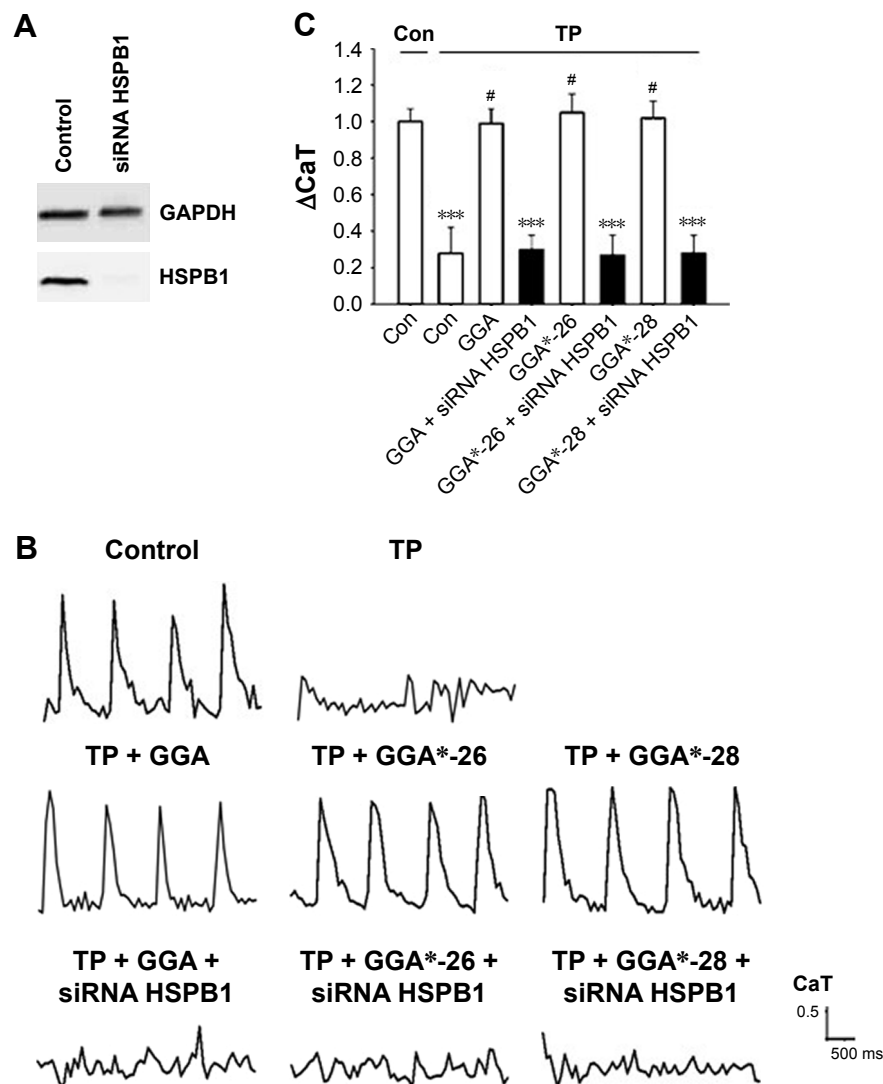 A
Control
siRNA HSPB1
GAPDH
HSPB1
C
Con
TP
ΔCaT
1.4
1.2
1.0
0.8
0.6
0.4
0.2
0.0
#
#
#
***
***
***
***
Con
Con
GGA
GGA + siRNA HSPB1
GGA*-26
GGA*-26 + siRNA HSPB1
GGA*-28
GGA*-28 + siRNA HSPB1
B
Control
TP
TP + GGA
TP + GGA*-26
TP + GGA*-28
TP + GGA +
siRNA HSPB1
TP + GGA*-26 +
siRNA HSPB1
TP + GGA*-28 +
siRNA HSPB1
CaT
0.5
500 ms